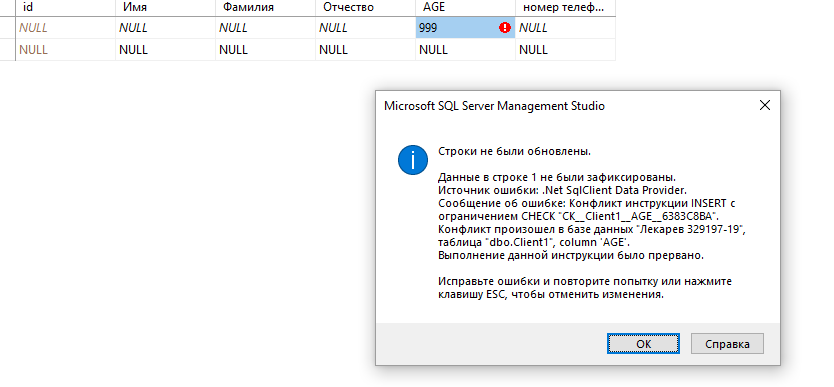 id Имя Фамилия Отчество AGE номер телеф...
NULL NULL NULL NULL 999 NULL
NULL NULL NULL NULL NULL NULL
Microsoft SQL Server Management Studio
Строки не были обновлены.
Данные в строке 1 не были зафиксированы.
Источник ошибки: .Net SqlClient Data Provider.
Сообщение об ошибке: Конфликт инструкции INSERT с
ограничением CHECK "CK__Client1__AGE__6383C8BA".
Конфликт произошел в базе данных "Лекарев 329197-19",
таблица "dbo.Client1", column 'AGE'.
Выполнение данной инструкции было прервано.
Исправьте ошибки и повторите попытку или нажмите
клавишу ESC, чтобы отменить изменения.
OK Справка